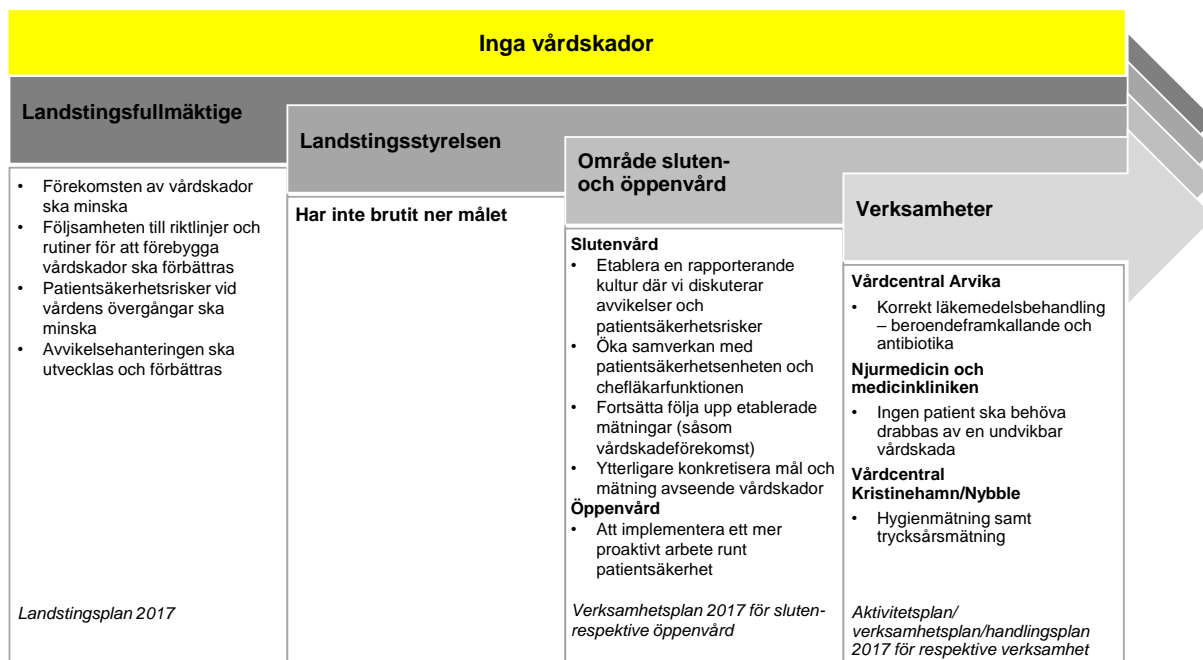 Inga vårdskador
Landstingsfullmäktige
• Förekomsten av vårdskador
ska minska
• Följsamheten till riktlinjer och
rutiner för att förebygga
vårdskador ska förbättras
• Patientsäkerhetsrisker vid
vårdens övergångar ska
minska
• Avvikelsehanteringen ska
utvecklas och förbättras
Landstingsplan 2017
Landstingsstyrelsen
Har inte brutit ner målet
Område sluten-
och öppenvård
Slutenvård
• Etablera en rapporterande
kultur där vi diskuterar
avvikelser och
patientsäkerhetsrisker
• Öka samverkan med
patientsäkerhetsenheten och
chefläkarfunktionen
• Fortsätta följa upp etablerade
mätningar (såsom
vårdskadeförekomst)
• Ytterligare konkretisera mål och
mätning avseende vårdskador
Öppenvård
• Att implementera ett mer
proaktivt arbete runt
patientsäkerhet
Verksamhetsplan 2017 för sluten-
respektive öppenvård
Verksamheter
Vårdcentral Arvika
• Korrekt läkemedelsbehandling
– beroendeframkallande och
antibiotika
Njurmedicin och
medicinkliniken
• Ingen patient ska behöva
drabbas av en undvikbar
vårdskada
Vårdcentral
Kristinehamn/Nybble
• Hygienmätning samt
trycksårsmätning
Aktivitetsplan/
verksamhetsplan/handlingsplan
2017 för respektive verksamhet